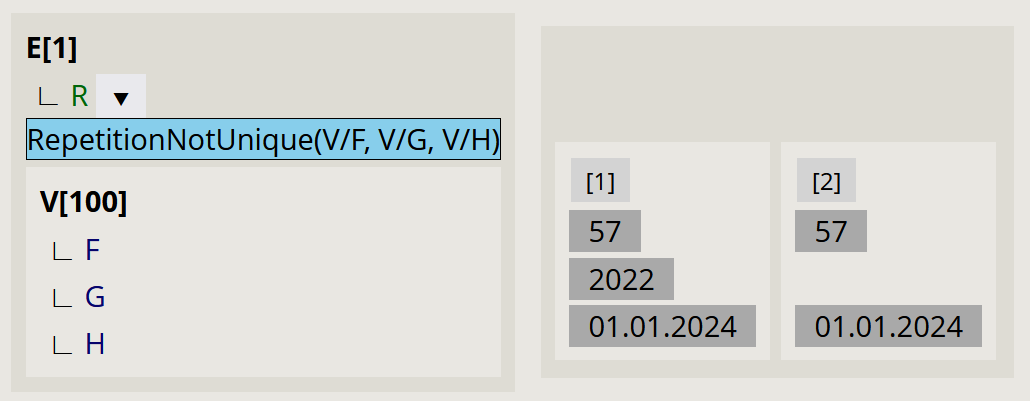 E[1]
R ▼
RepetitionNotUnique(V/F, V/G, V/H)
V[100]
F
G
H
[1]
57
2022
01.01.2024
[2]
57
01.01.2024